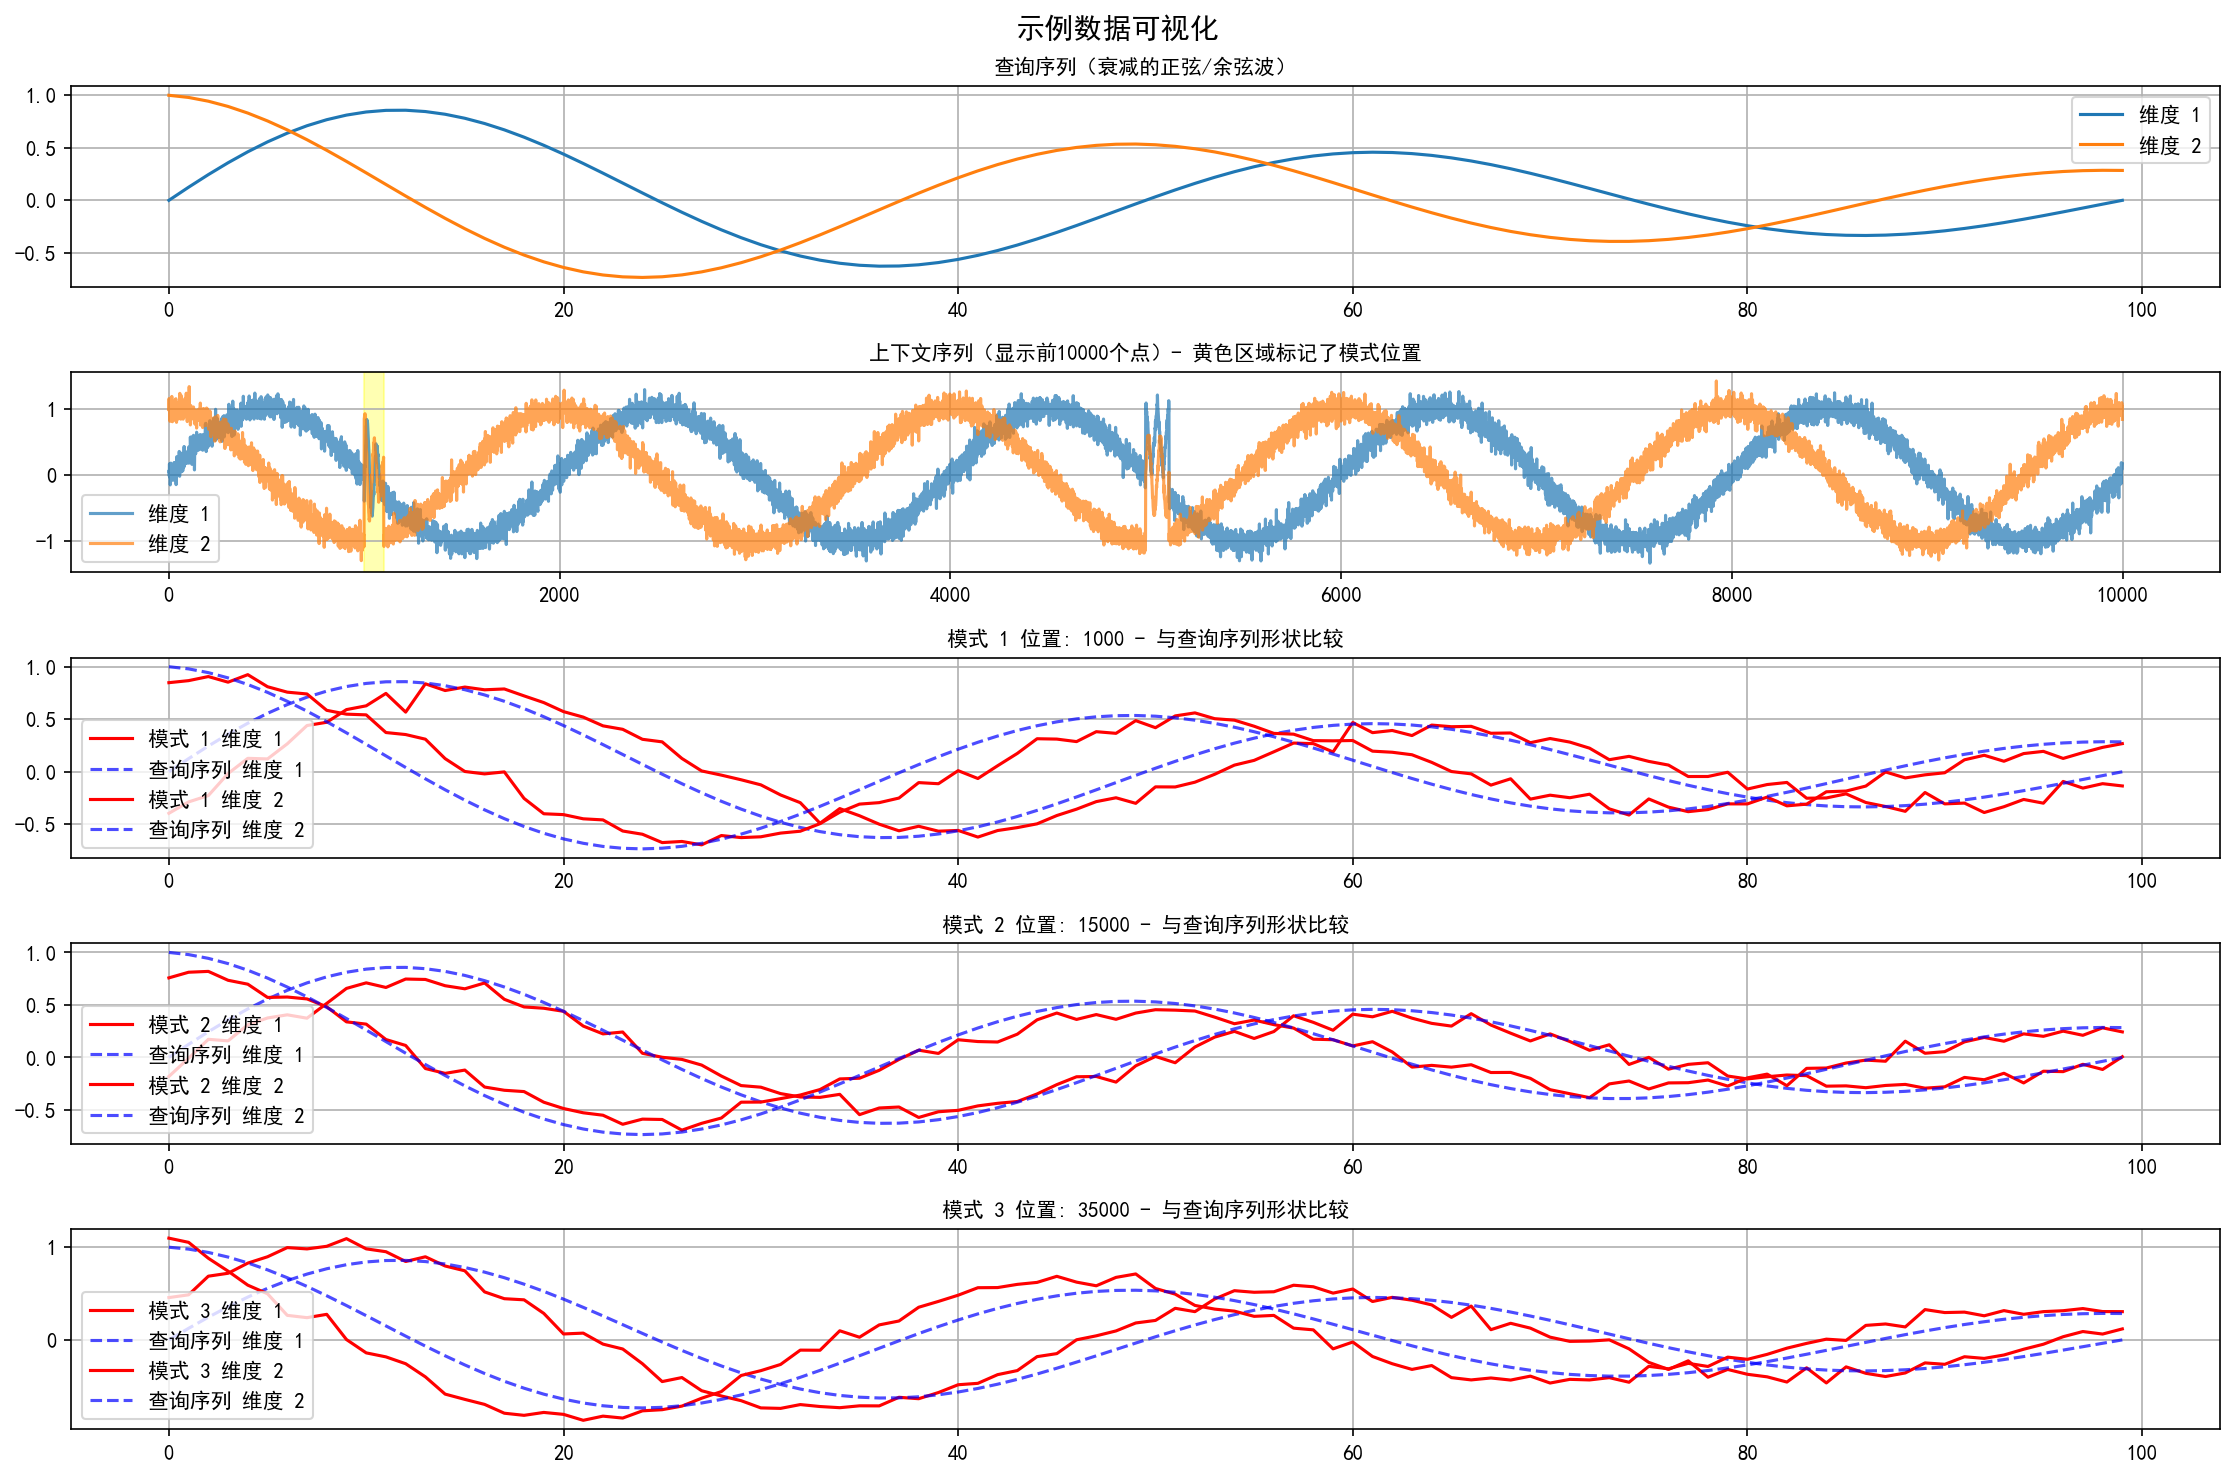 示例数据可视化
查询序列（衰减的正弦/余弦波）
1.0
0.5
0.0
−0.5
维度 1
维度 2
0 20 40 60 80 100
上下文序列（显示前10000个点）- 黄色区域标记了模式位置
1
0
−1
维度 1
维度 2
0 2000 4000 6000 8000 10000
模式 1 位置: 1000 - 与查询序列形状比较
1.0
0.5
0.0
−0.5
模式 1 维度 1
查询序列 维度 1
模式 1 维度 2
查询序列 维度 2
0 20 40 60 80 100
模式 2 位置: 15000 - 与查询序列形状比较
1.0
0.5
0.0
−0.5
模式 2 维度 1
查询序列 维度 1
模式 2 维度 2
查询序列 维度 2
0 20 40 60 80 100
模式 3 位置: 35000 - 与查询序列形状比较
1
0
模式 3 维度 1
查询序列 维度 1
模式 3 维度 2
查询序列 维度 2
0 20 40 60 80 100